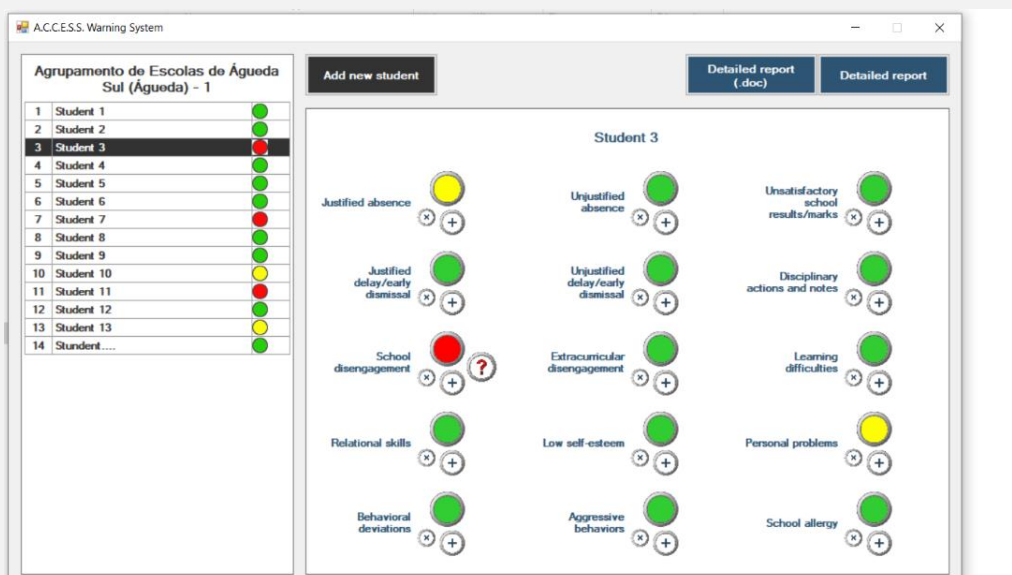 A.C.C.E.S.S. Warning System
Agrupamento de Escolas de Águeda
Sul (Águeda) - 1
1 Student 1
2 Student 2
3 Student 3
4 Student 4
5 Student 5
6 Student 6
7 Student 7
8 Student 8
9 Student 9
10 Student 10
11 Student 11
12 Student 12
13 Student 13
14 Stundent....
Add new student
Detailed report
(.doc)
Detailed report
Student 3
Justified absence
Unjustified
absence
Unsatisfactory
school
results/marks
Justified
delay/early
dismissal
Unjustified
delay/early
dismissal
Disciplinary
actions and notes
School
disengagement
?
Extracurricular
disengagement
Learning
difficulties
Relational skills
Low self-esteem
Personal problems
Behavioral
deviations
Aggressive
behaviors
School allergy